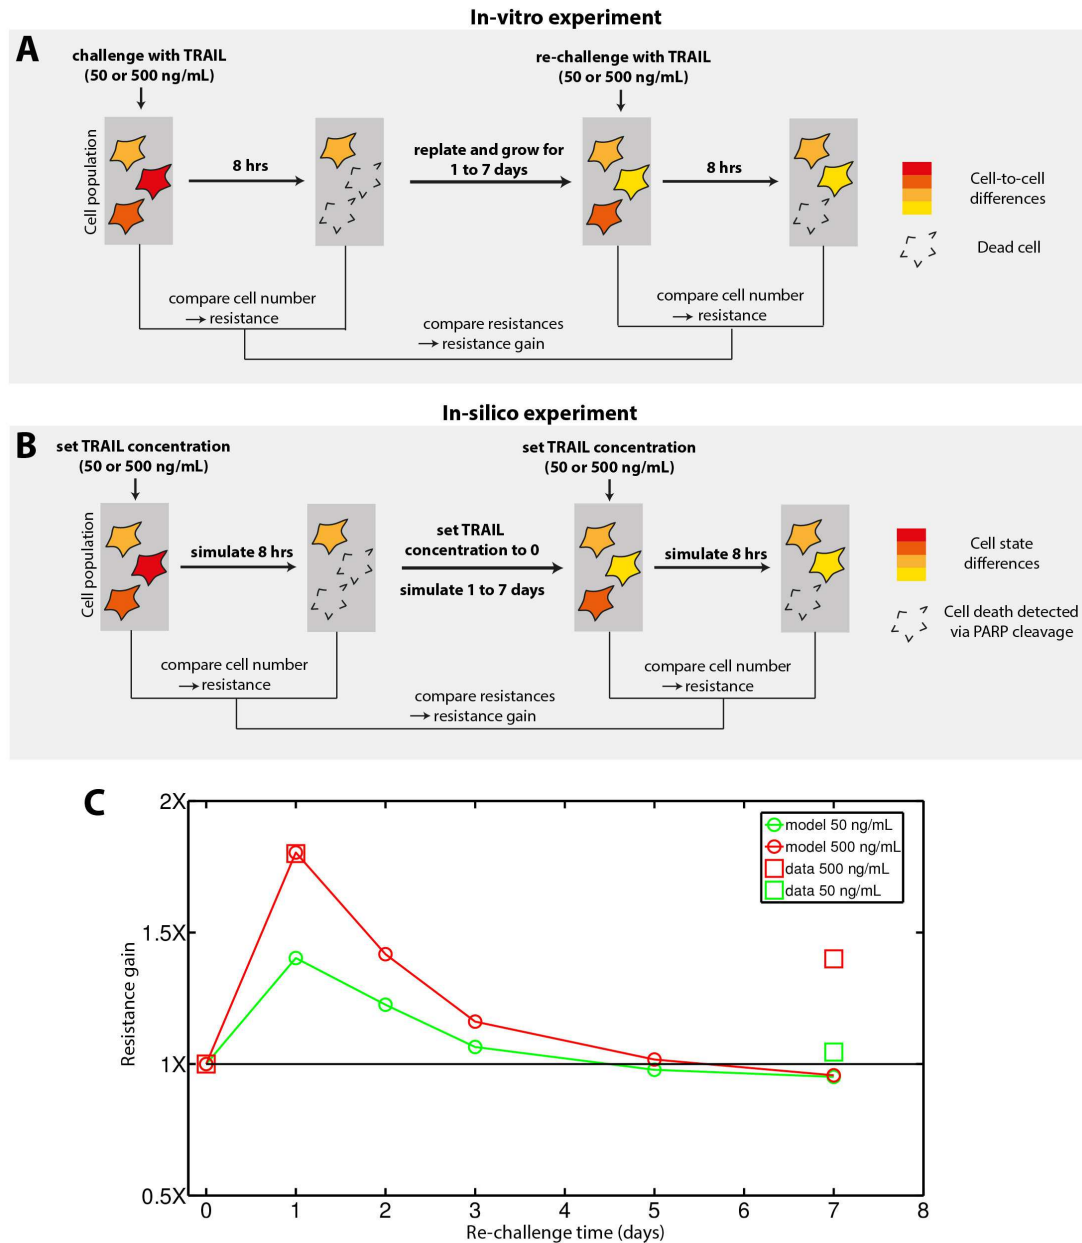 In-vitro experiment
A
challenge with TRAIL
(50 or 500 ng/mL)
re-challenge with TRAIL
(50 or 500 ng/mL)
Cell population
8 hrs
replate and grow for
1 to 7 days
8 hrs
Cell-to-cell
differences
Dead cell
compare cell number
→ resistance
compare cell number
→ resistance
compare resistances
→ resistance gain
In-silico experiment
B
set TRAIL concentration
(50 or 500 ng/mL)
set TRAIL concentration
(50 or 500 ng/mL)
Cell population
simulate 8 hrs
set TRAIL
concentration to 0
simulate 1 to 7 days
simulate 8 hrs
Cell state
differences
Cell death detected
via PARP cleavage
compare cell number
→ resistance
compare cell number
→ resistance
compare resistances
→ resistance gain
C
2X
1.5X
1X
0.5X
Resistance gain
model 50 ng/mL
model 500 ng/mL
data 500 ng/mL
data 50 ng/mL
0 1 2 3 4 5 6 7 8
Re-challenge time (days)